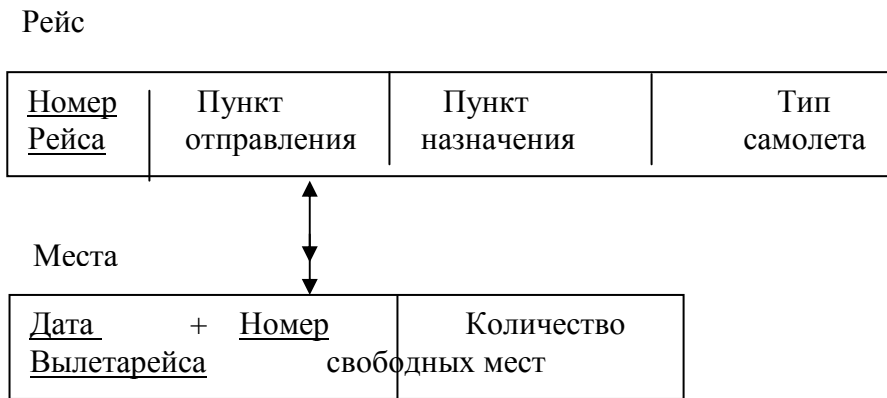 Рейс
Номер Пункт Пункт Тип
Рейса отправления назначения самолета
Места
Дата + Номер Количество
Вылетарейса свободных мест